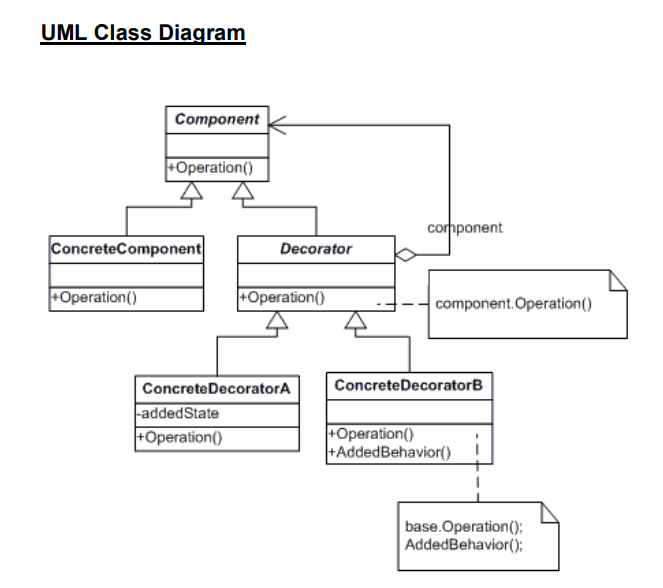 UML Class Diagram
Component
+Operation()
component
ConcreteComponent
+Operation()
Decorator
+Operation()
component.Operation()
ConcreteDecoratorA
-addedState
+Operation()
ConcreteDecoratorB
+Operation()
+AddedBehavior()
base.Operation();
AddedBehavior();